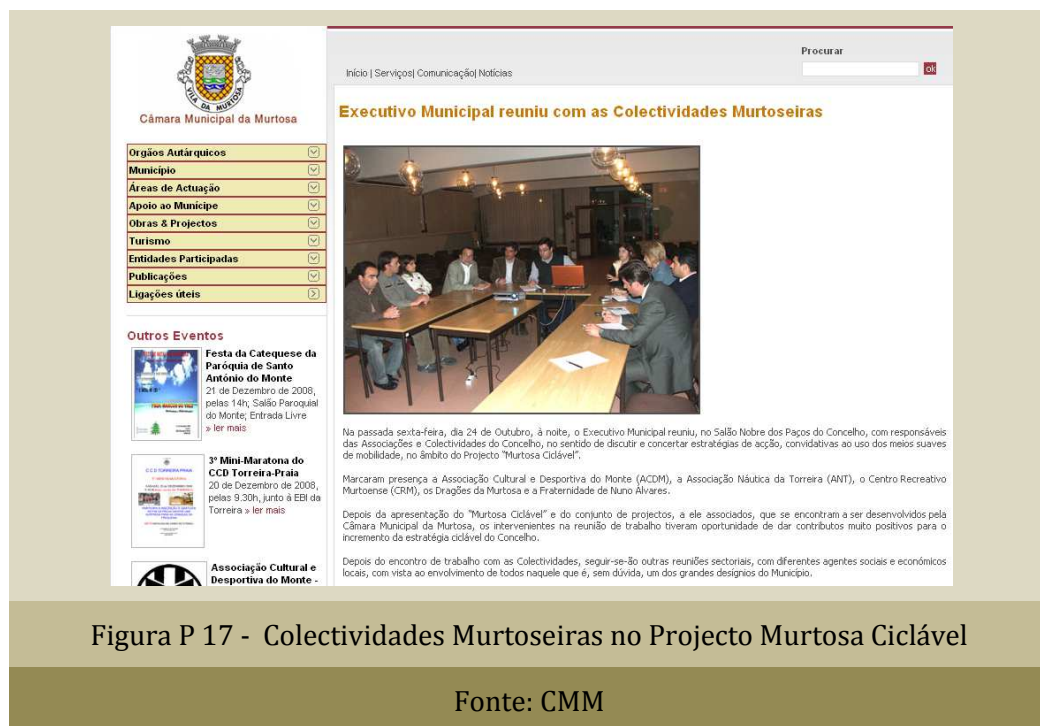 VILA DA MURTOSA
Câmara Municipal da Murtosa
Orgãos Autárquicos
Município
Áreas de Actuação
Apoio ao Munícipe
Obras & Projectos
Turismo
Entidades Participadas
Publicações
Ligações úteis
Outros Eventos
Festa da Catequese da
Paróquia de Santo
António do Monte
21 de Dezembro de 2008,
pelas 14h; Salão Paroquial
do Monte; Entrada Livre
» ler mais
CCD TORREIRA PRAIA
3º Mini-Maratona do
CCD Torreira-Praia
20 de Dezembro de 2008,
pelas 9.30h, junto à EBI da
Torreira » ler mais
Associação Cultural e
Desportiva do Monte -
Procurar
ok
Início | Serviços| Comunicação| Notícias
Executivo Municipal reuniu com as Colectividades Murtoseiras
Na passada sexta-feira, dia 24 de Outubro, à noite, o Executivo Municipal reuniu, no Salão Nobre dos Paços do Concelho, com responsáveis
das Associações e Colectividades do Concelho, no sentido de discutir e concertar estratégias de acção, convidativas ao uso dos meios suaves
de mobilidade, no âmbito do Projecto "Murtosa Ciclável".
Marcaram presença a Associação Cultural e Desportiva do Monte (ACDM), a Associação Náutica da Torreira (ANT), o Centro Recreativo
Murtoense (CRM), os Dragões da Murtosa e a Fraternidade de Nuno Álvares.
Depois da apresentação do "Murtosa Ciclável" e do conjunto de projectos, a ele associados, que se encontram a ser desenvolvidos pela
Câmara Municipal da Murtosa, os intervenientes na reunião de trabalho tiveram oportunidade de dar contributos muito positivos para o
incremento da estratégia ciclável do Concelho.
Depois do encontro de trabalho com as Colectividades, seguir-se-ão outras reuniões sectoriais, com diferentes agentes sociais e económicos
locais, com vista ao envolvimento de todos naquele que é, sem dúvida, um dos grandes desígnios do Município.
Figura P 17 - Colectividades Murtoseiras no Projecto Murtosa Ciclável
Fonte: CMM